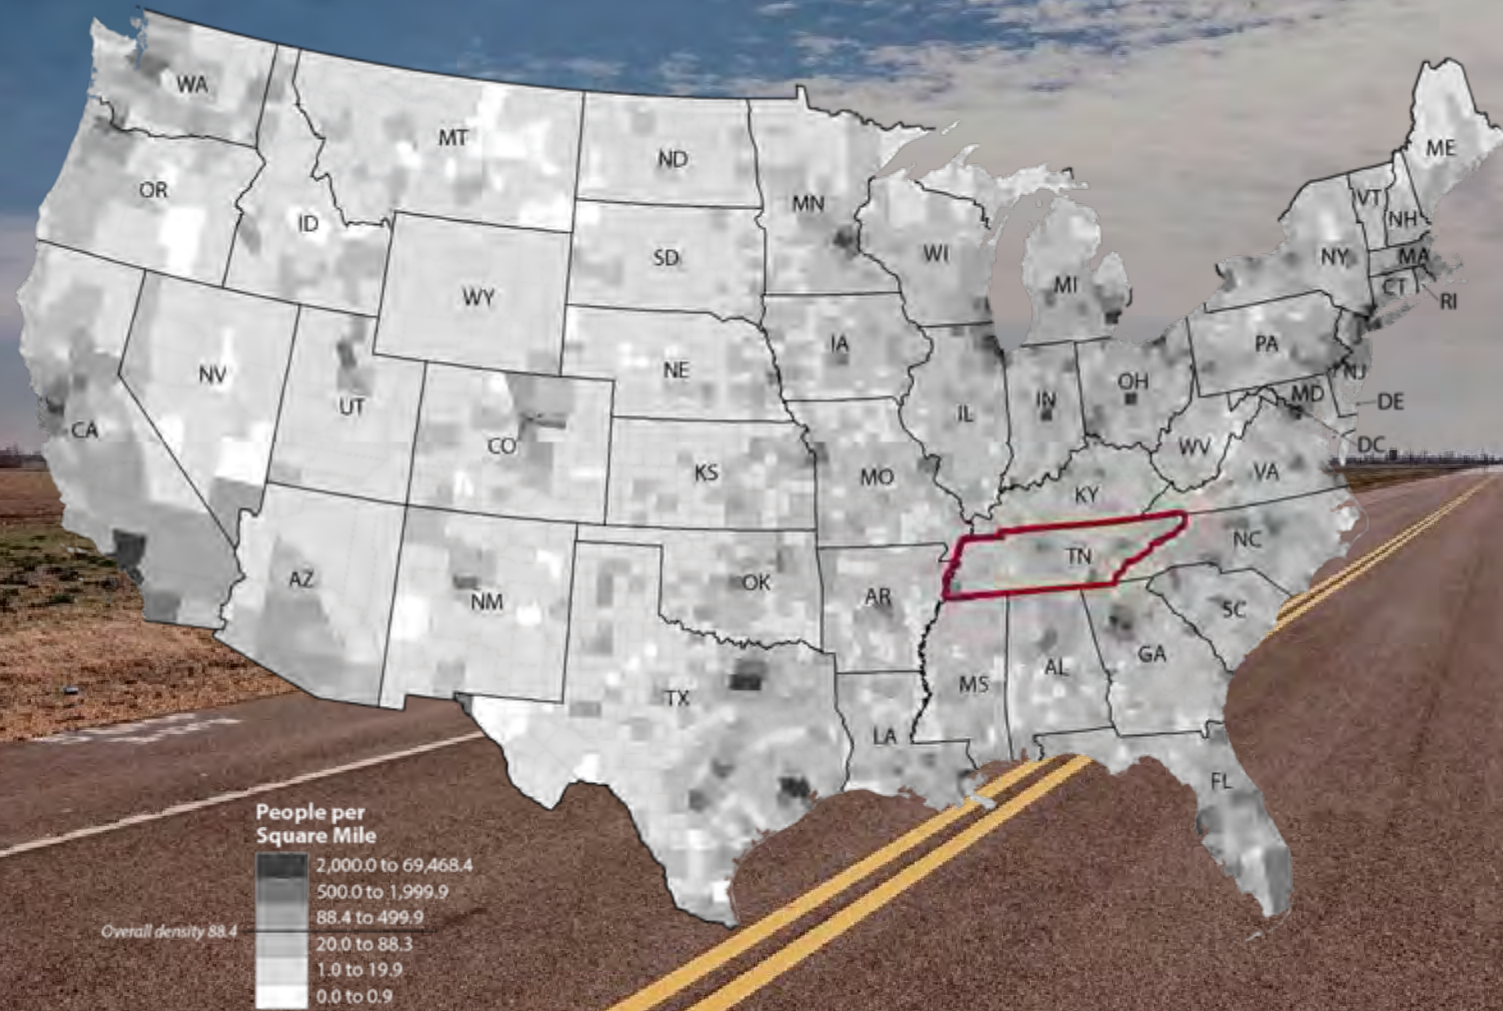 WA
MT
ND
MN
ME
OR
ID
SD
WI
MI
VT
NH
NY
MA
CT
RI
WY
IA
NE
PA
NJ
NV
UT
CO
IL
IN
OH
MD
DE
CA
KS
MO
WV
VA
DC
KY
AZ
NM
OK
AR
TN
NC
SC
TX
LA
MS
AL
GA
FL
People per
Square Mile
2,000.0 to 69,468.4
500.0 to 1,999.9
88.4 to 499.9
Overall density 88.4
20.0 to 88.3
1.0 to 19.9
0.0 to 0.9